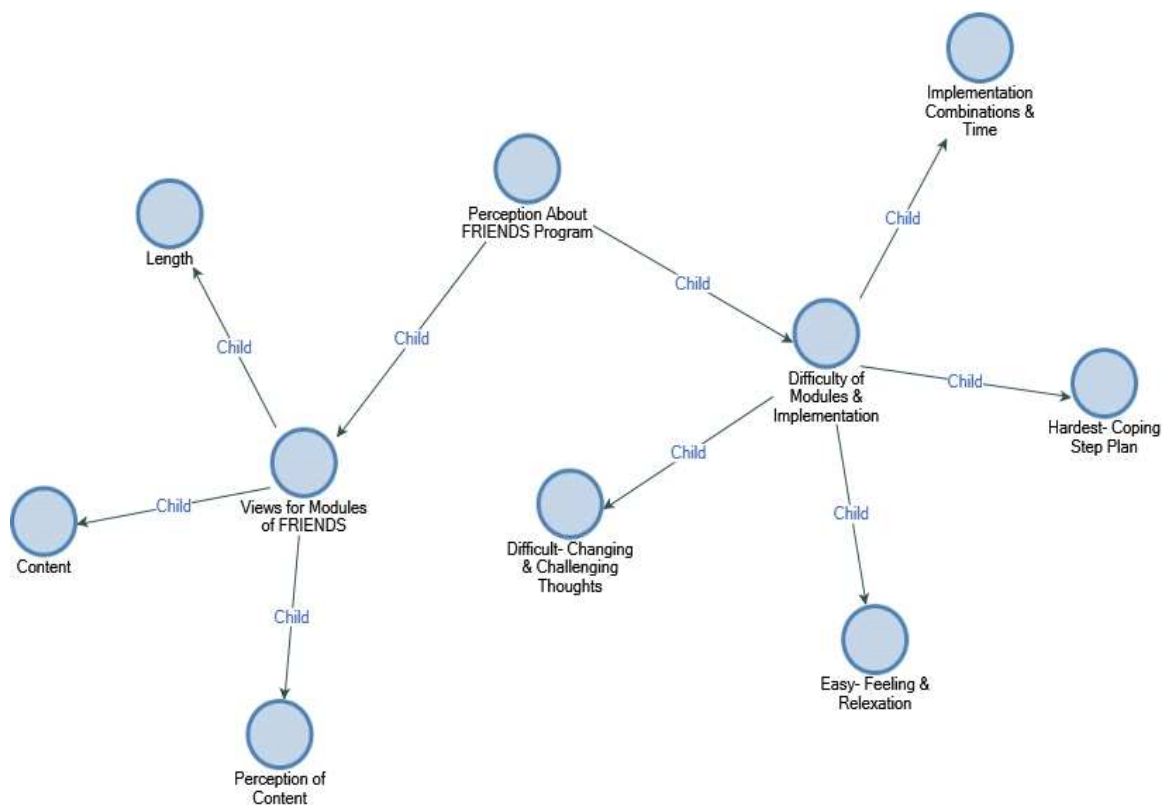 Implementation
Combinations &
Time
Child
Perception About
FRIENDS Program
Length
Child
Child
Child
Child
Difficulty of
Modules &
Implementation
Child
Hardest- Coping
Step Plan
Child
Views for Modules
of FRIENDS
Child
Content
Difficult- Changing
& Challenging
Thoughts
Child
Child
Easy- Feeling &
Relexation
Perception of
Content